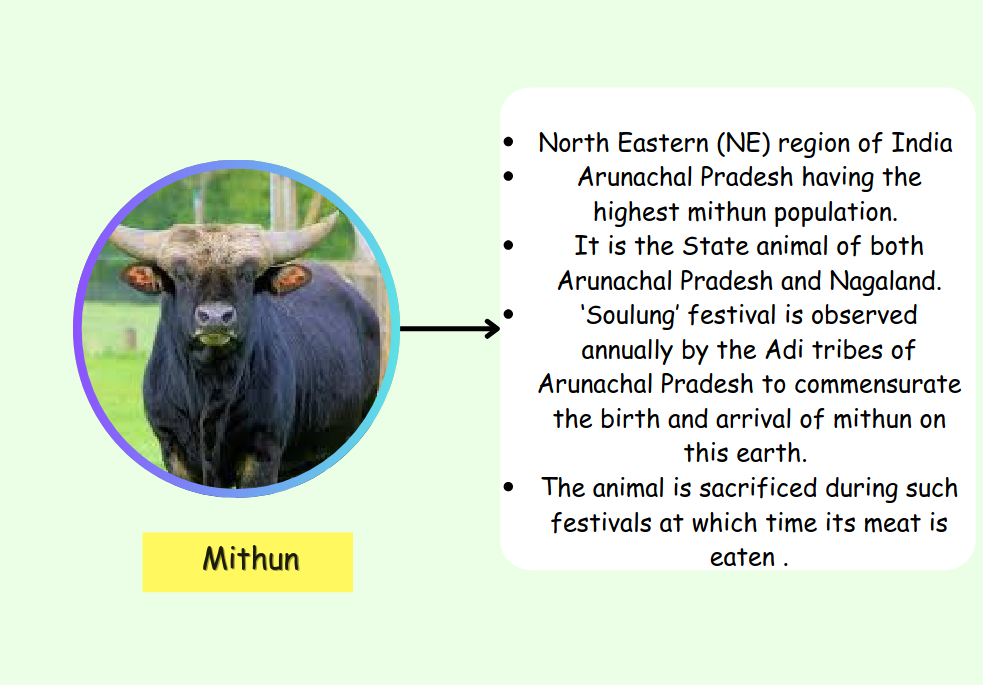 • North Eastern (NE) region of India
• Arunachal Pradesh having the
highest mithun population.
• It is the State animal of both
Arunachal Pradesh and Nagaland.
• ‘Soulung’ festival is observed
annually by the Adi tribes of
Arunachal Pradesh to commensurate
the birth and arrival of mithun on
this earth.
• The animal is sacrificed during such
festivals at which time its meat is
eaten .
Mithun